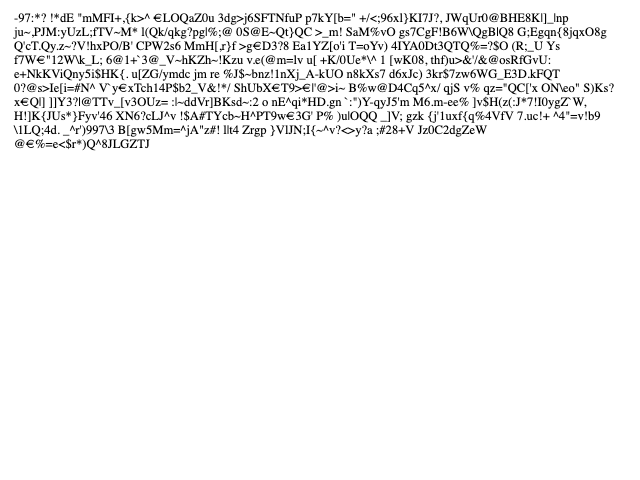 -97:*? !*dE "mMFI+,{k>^ €LOQaZ0u 3dg>j6SFTNfuP p7kY[b=" +/<;96xl}KI7J?, JWqUr0@BHE8K|]_|np
ju~,PJM:yUzL;fTV~M* l(Qk/qkg?pg|%;@ 0S@E~Qt}QC >_m! SaM%vO gs7CgF!B6W\QgB|Q8 G;Egqn{8jqxO8g
Q'cT.Qy.z~?V!hxPO/B' CPW2s6 MmH[,r}f >g€D3?8 Ea1YZ[o'i T=oYv) 4IYA0Dt3QTQ%=?$O (R;_U Ys
f7W€"12W\k_L; 6@1+`3@_V~hKZh~!Kzu v.e(@m=lv u[ +K/0Ue*\^ 1 [wK08, thf)u>&'/&@osRfGvU:
e+NkKViQny5i$HK{. u[ZG/ymdc jm re %J$~bnz!1nXj_A-kUO n8kXs7 d6xJc) 3kr$7zw6WG_E3D.kFQT
0?@s>Ie[i=#N^ V`y€xTch14P$b2_V&!*/ ShUbX€T9>€l'@>i~ B%w@D4Cq5^x/ qjS v% qz="QC['x ON\eo" S)Ks?
x€Q|] ]]Y3?|@TTv_[v3OUz= :|~ddVr]BKsd~:2 o nE^qi*HD.gn `:")Y-qyJ5'm M6.m-ee% ]v$H(z(:J*7!I0ygZ`W,
H!]K{JUs*}Fyv'46 XN6?cLJ^v !$A#TYcb~H^PT9w€3G' P% )u|OQQ _]V; gzk {j'1uxf{q%4VfV 7.uc!+ ^4"=v!b9
\1LQ;4d. _^r')997\3 B[gw5Mm=^jA"z#! l|t4 Zrgp }VlJN;I{~^v?<>y?a ;#28+V Jz0C2dgZeW
@€%=e<$r*)Q^8JLGZTJ